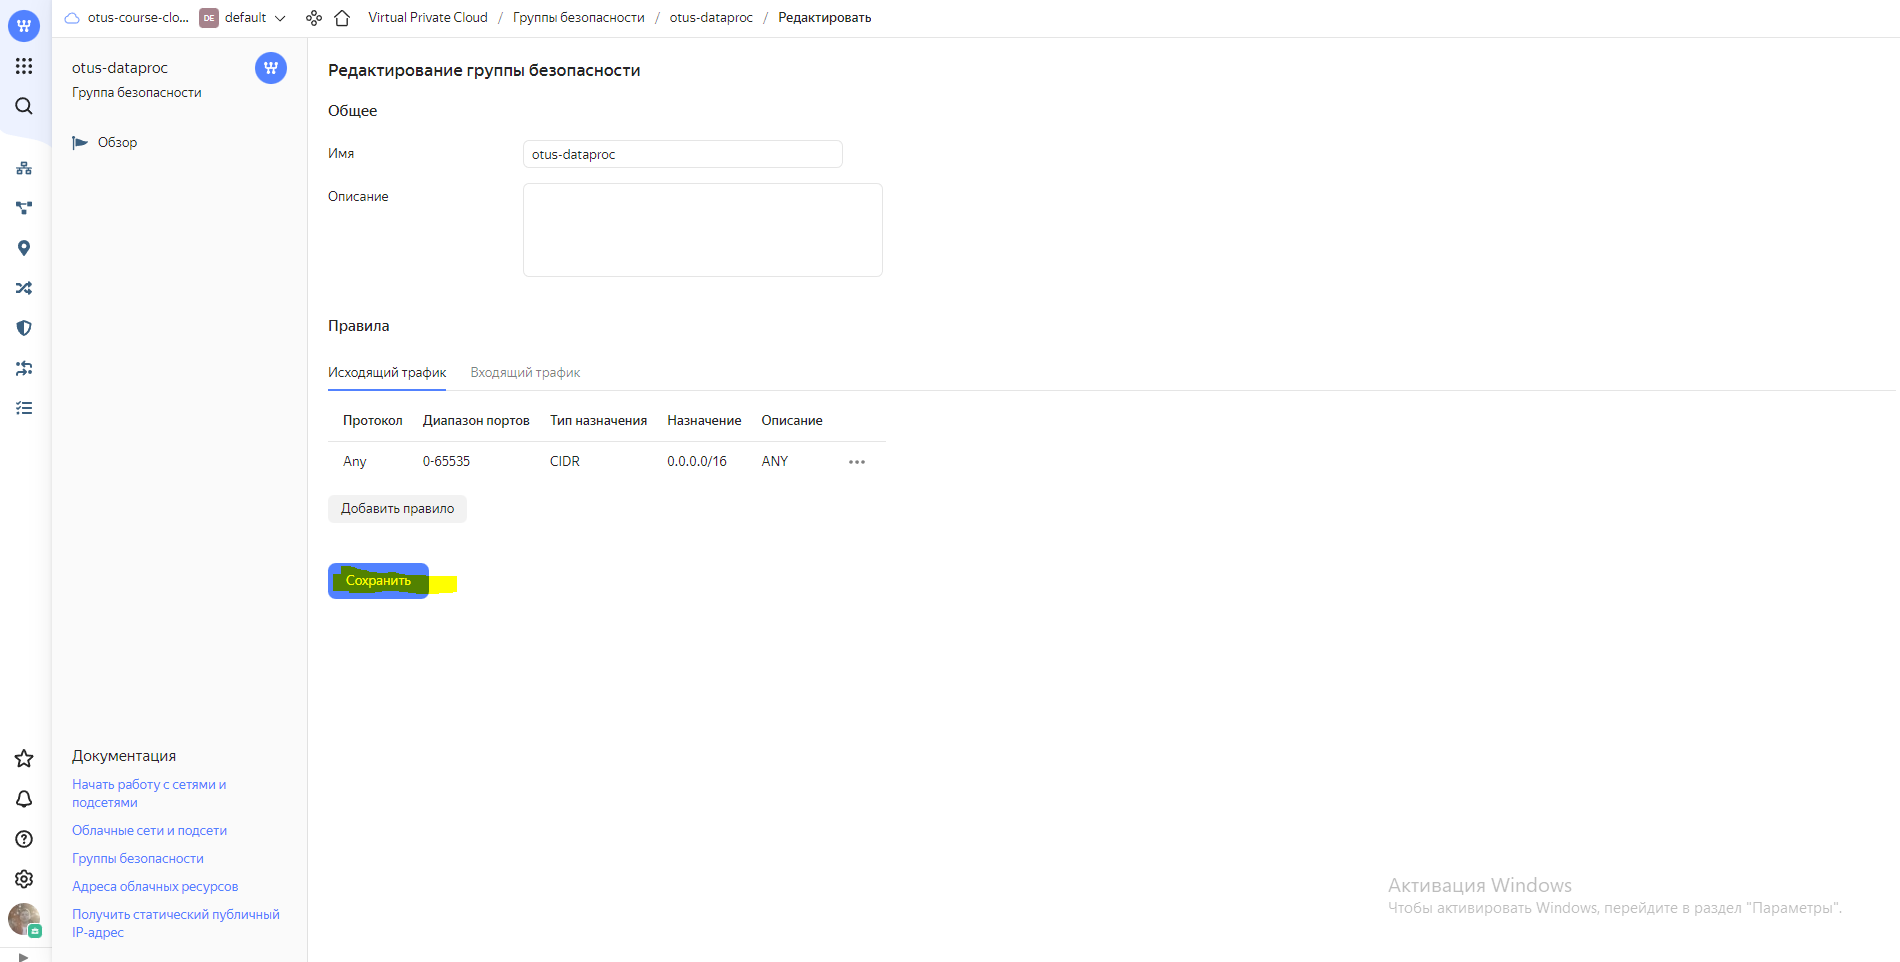 otus-course-clo... DE default Virtual Private Cloud / Группы безопасности / otus-dataproc / Редактировать
otus-dataproc
Группа безопасности
Обзор
Редактирование группы безопасности
Общее
Имя
otus-dataproc
Описание
Правила
Исходящий трафик Входящий трафик
Протокол Диапазон портов Тип назначения Назначение Описание
Any 0-65535 CIDR 0.0.0.0/16 ANY
Добавить правило
Сохранить
Документация
Начать работу с сетями и
подсетями
Облачные сети и подсети
Группы безопасности
Адреса облачных ресурсов
Получить статический публичный
IP-адрес
Активация Windows
Чтобы активировать Windows, перейдите в раздел "Параметры".